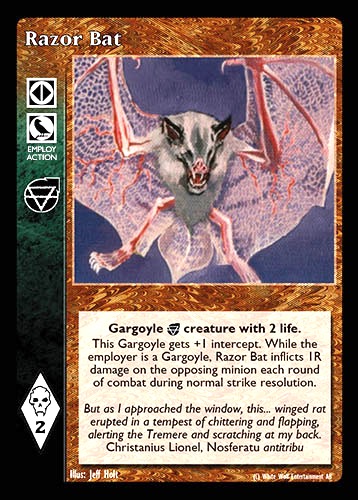 Razor Bat
EMPLOY
ACTION
Gargoyle creature with 2 life.
This Gargoyle gets +1 intercept. While
the employer is a Gargoyle, Razor Bat inflicts 1R
damage on the opposing minion each round
of combat during normal strike resolution.
But as I approached the window, this... winged rat
erupted in a tempest of chittering and flapping,
alerting the Tremere and scratching at my back.
Christanius Lionel, Nosferatu antitribu
2
Illus: Jeff Holt
(C) White Wolf Entertainment AB